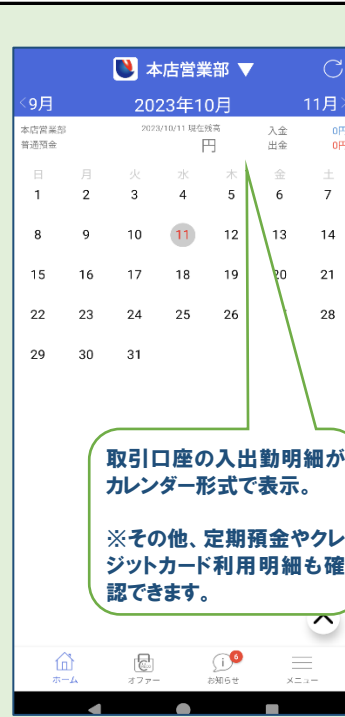 本店営業部 ▼
<9月 2023年10月 11月>
本店営業部 2023/10/11 現在残高 入金 0円
普通預金 円 出金 0円
日 月 火 水 木 金 土
1 2 3 4 5 6 7
8 9 10 11 12 13 14
15 16 17 18 19 20 21
22 23 24 25 26 28
29 30 31
取引口座の入出勤明細が
カレンダー形式で表示。
※その他、定期預金やクレ
ジットカード利用明細も確
認できます。
6
ホーム オファー お知らせ メニュー